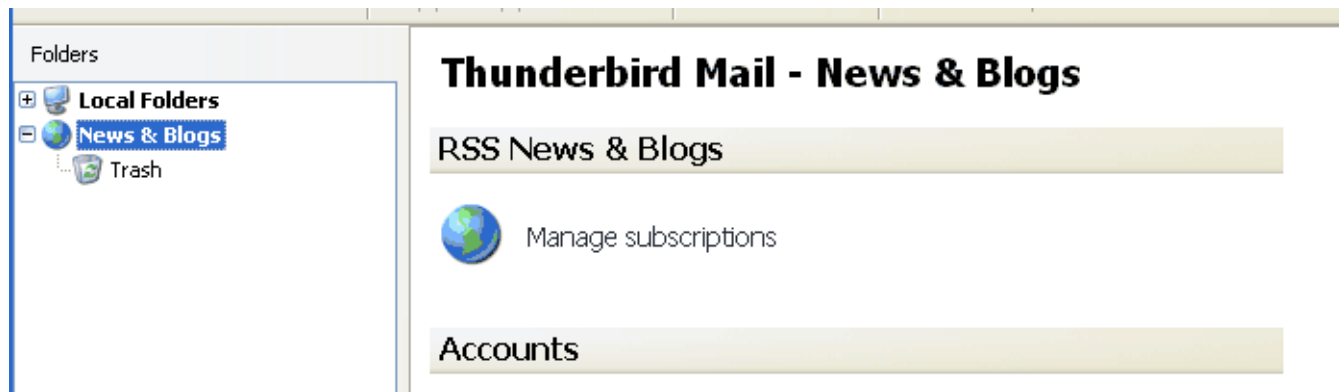 Folders
Local Folders
News & Blogs
Trash
Thunderbird Mail - News & Blogs
RSS News & Blogs
Manage subscriptions
Accounts